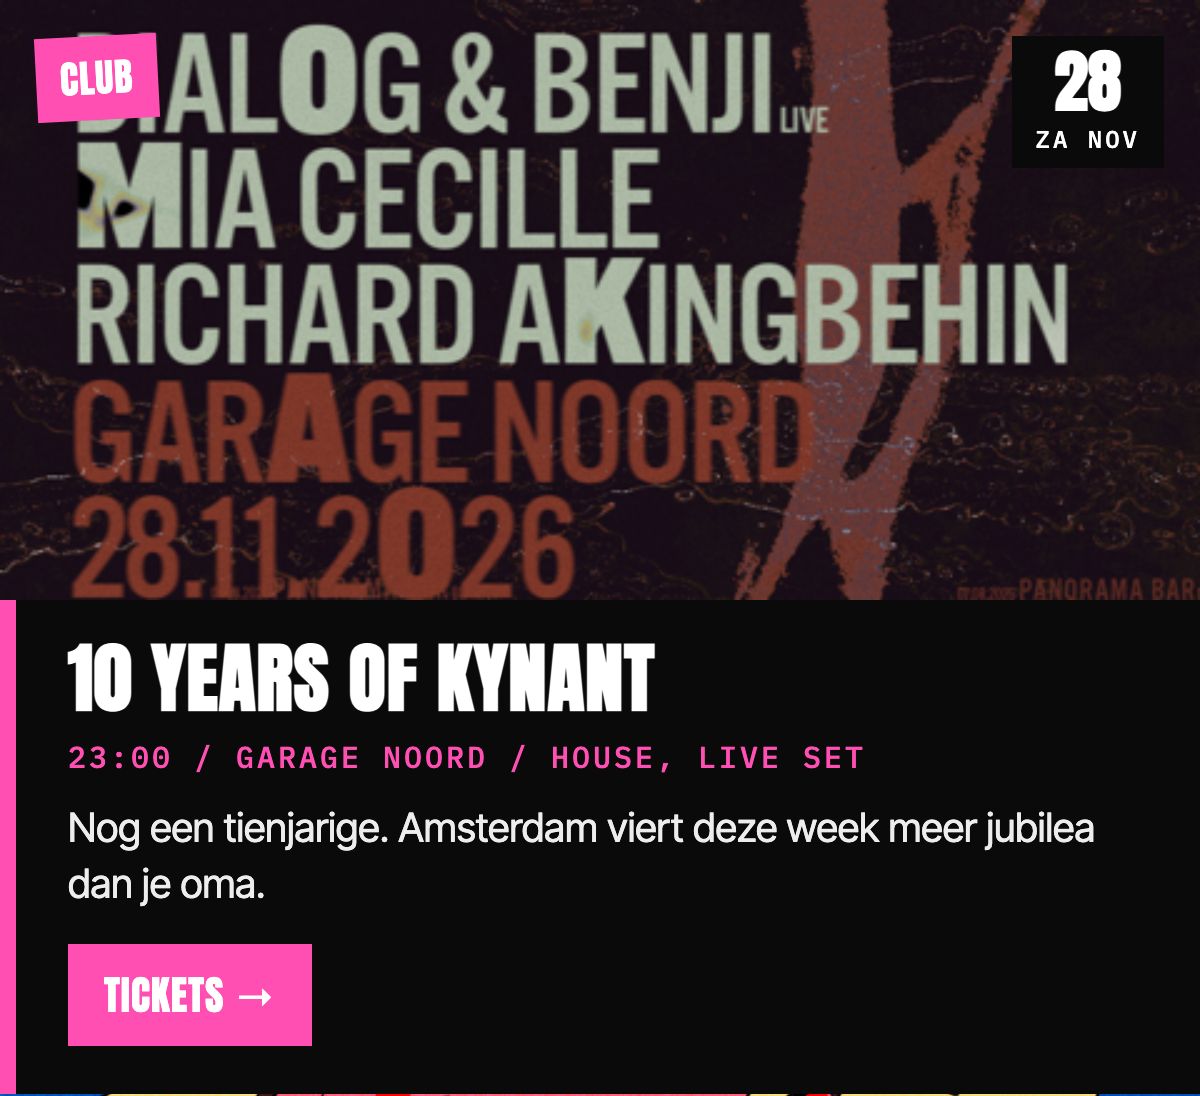 CLUB
DIALOG & BENJI LIVE
28
ZA NOV
MIA CECILLE
RICHARD AKINGBEHIN
GARAGE NOORD
28.11.2026
PANORAMA BAR
10 YEARS OF KYNANT
23:00 / GARAGE NOORD / HOUSE, LIVE SET
Nog een tienjarige. Amsterdam viert deze week meer jubilea
dan je oma.
TICKETS →